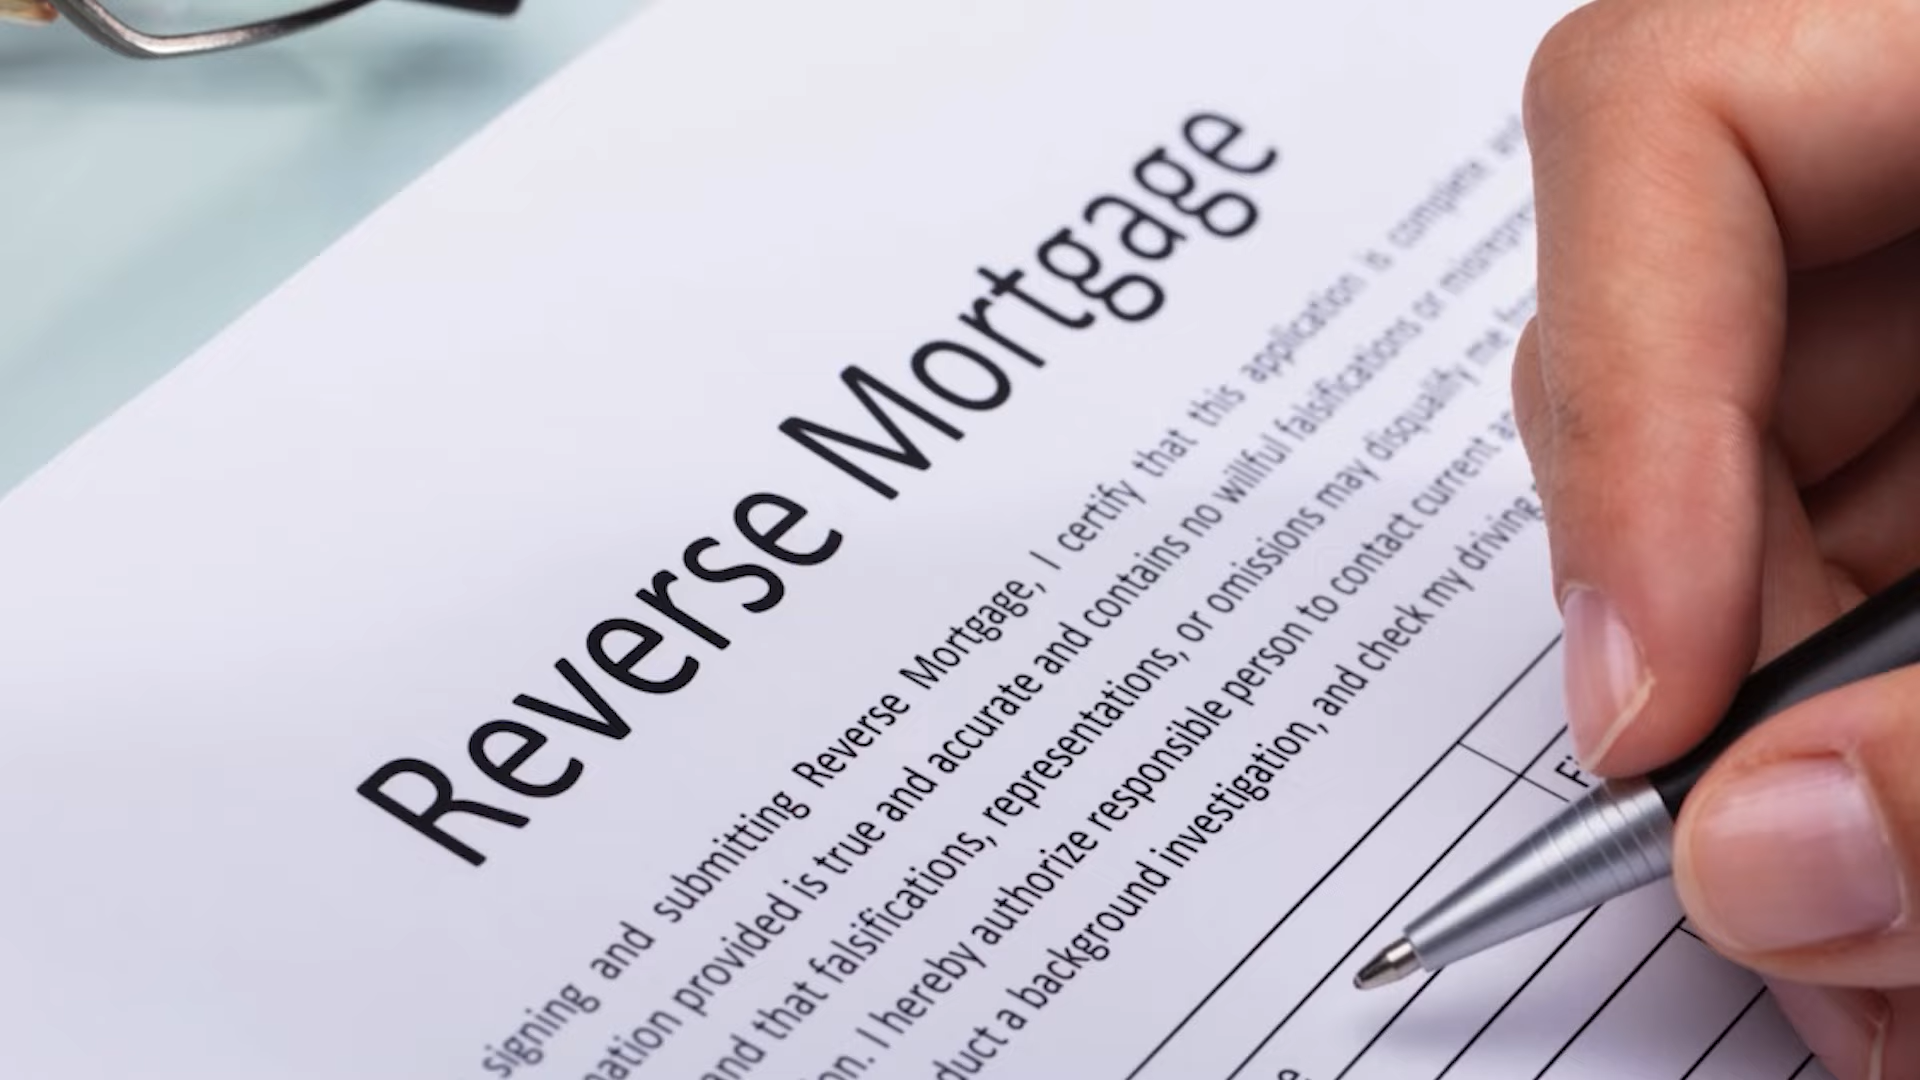 Reverse Mortgage
signing and submitting Reverse Mortgage, I certify that this application is complete and
provided is true and accurate and contains no willful falsifications or
and that falsifications, representations, or omissions may disqualify me
I hereby authorize responsible person to contact current
a background investigation, and check my driving